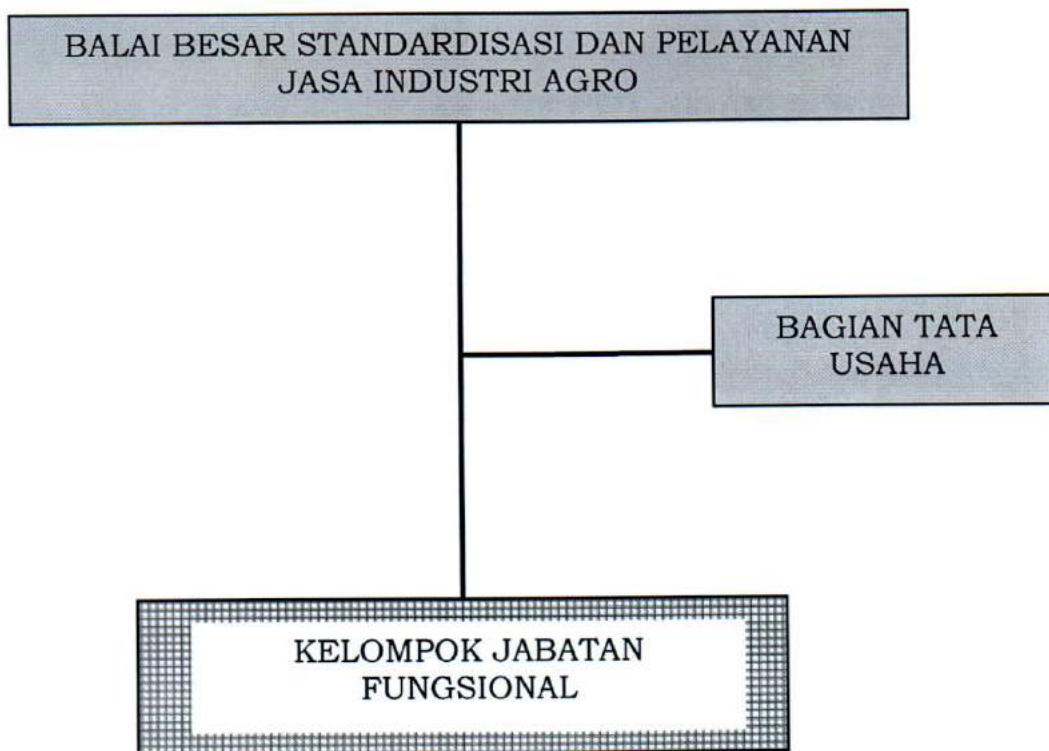 BALAI BESAR STANDARDISASI DAN PELAYANAN
JASA INDUSTRI AGRO
BAGIAN TATA
USAHA
KELOMPOK JABATAN
FUNGSIONAL